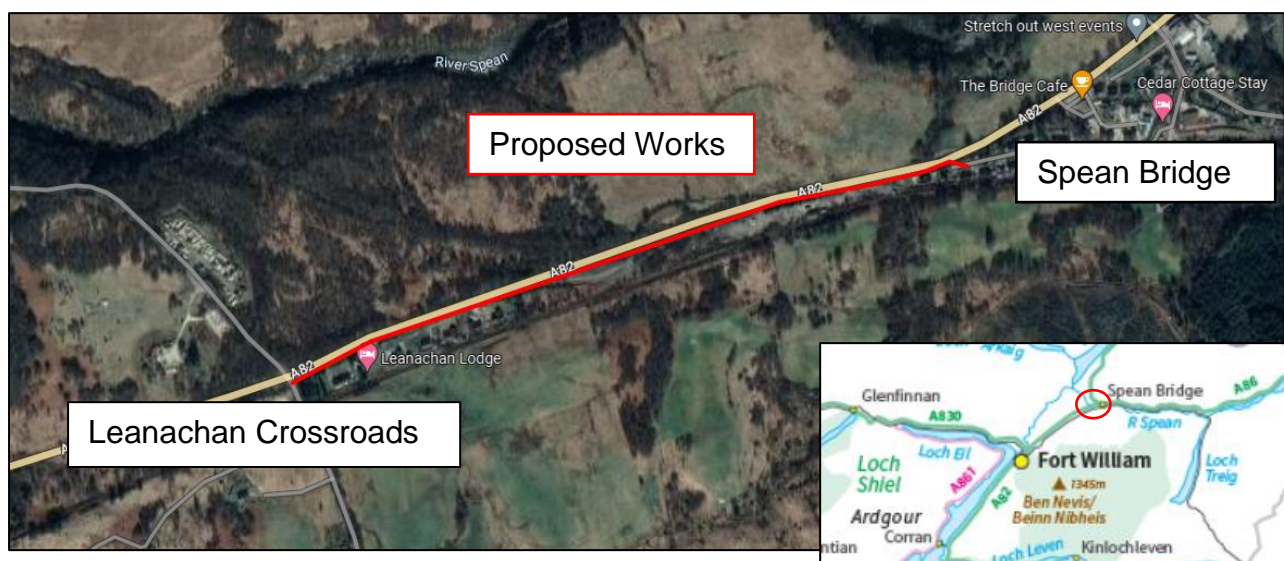 Stretch out west events
River Spean
The Bridge Cafe
Cedar Cottage Stay
A82
Proposed Works
Spean Bridge
A82
A82
Leanachan Lodge
A82
Leanachan Crossroads
Glenfinnan
Spean Bridge
A86
A830
R Spean
Loch Eil
Fort William
Loch
Shiel
A861
A82
1345m
Ben Nevis/
Beinn Nibheis
Loch
Treig
Ardgour
Corran
Loch Leven
Kinlochleven